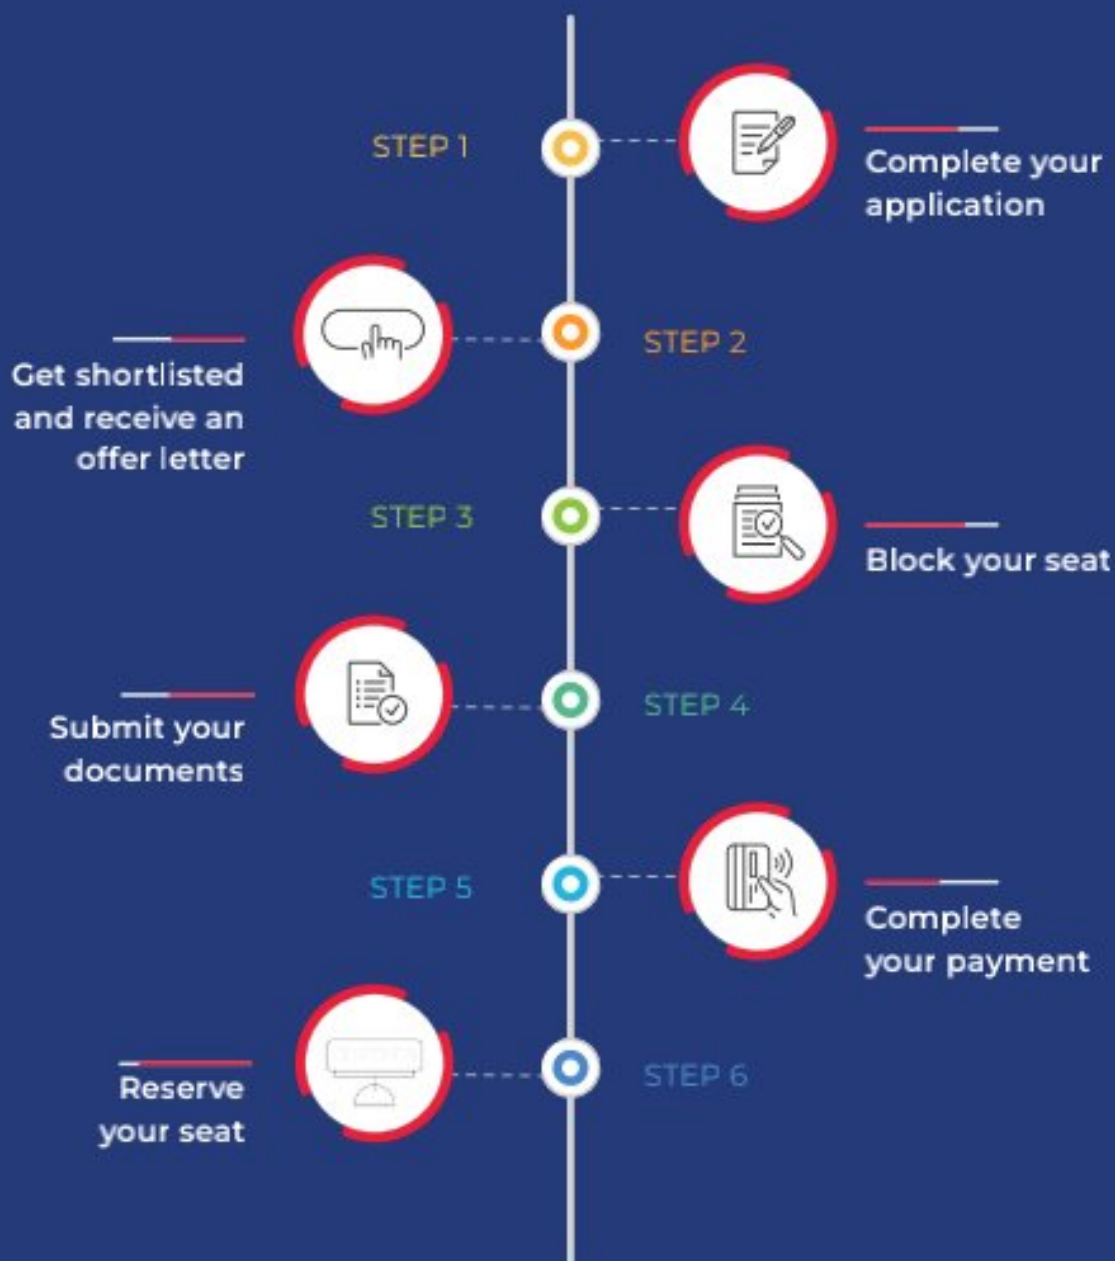 STEP 1
Complete your
application
STEP 2
Get shortlisted
and receive an
offer letter
STEP 3
Block your seat
STEP 4
Submit your
documents
STEP 5
Complete
your payment
STEP 6
Reserve
your seat